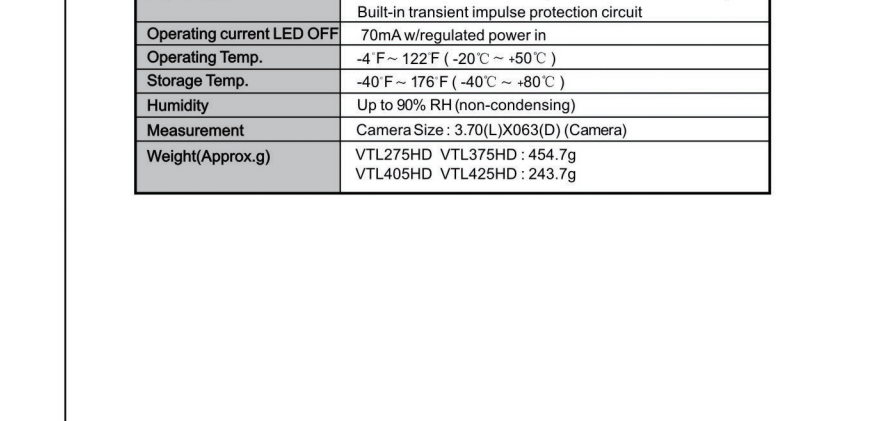 Built-in transient impulse protection circuit
Operating current LED OFF 70mA w/regulated power in
Operating Temp. -4°F ~ 122°F ( -20℃ ~ +50℃ )
Storage Temp. -40°F ~ 176°F ( -40℃ ~ +80℃ )
Humidity Up to 90% RH (non-condensing)
Measurement Camera Size : 3.70(L)X063(D) (Camera)
Weight(Approx.g) VTL275HD VTL375HD : 454.7g
VTL405HD VTL425HD : 243.7g